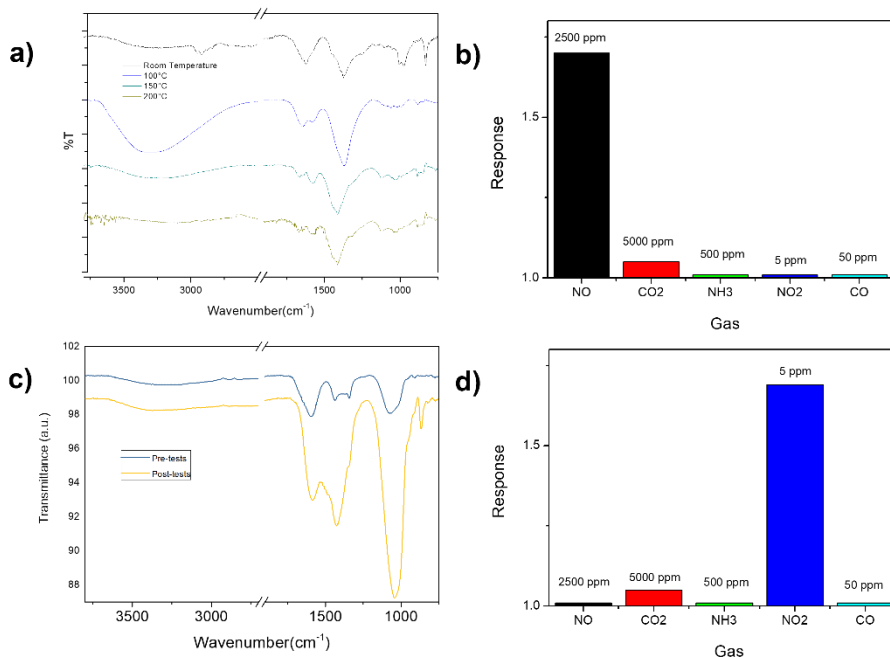 a)
%T
Room Temperature
100°C
150°C
200°C
3500
3000
1500
1000
Wavenumber(cm-1)
b)
Response
1.5
1.0
2500 ppm
5000 ppm
500 ppm
5 ppm
50 ppm
NO
CO2
NH3
NO2
CO
Gas
c)
Transmittance (a.u.)
102
100
98
96
94
92
90
88
Pre-tests
Post-tests
3500
3000
1500
1000
Wavenumber(cm-1)
d)
Response
1.5
1.0
2500 ppm
5000 ppm
500 ppm
5 ppm
50 ppm
NO
CO2
NH3
NO2
CO
Gas